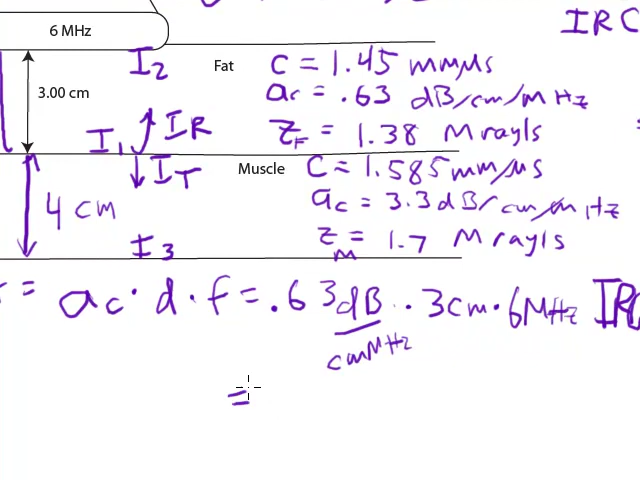 IRC
6 MHz
I2 Fat C = 1.45 mm/μs
3.00 cm ac = .63 dB/cm/MHz
I1 IR ZF = 1.38 Mrayls
IT Muscle C = 1.585 mm/μs
4 cm ac = 3.3 dB/cm/MHz
I3 ZM = 1.7 Mrayls
= ac · d · f = .63 dB · 3cm · 6MHz IRC
cmMHz
=